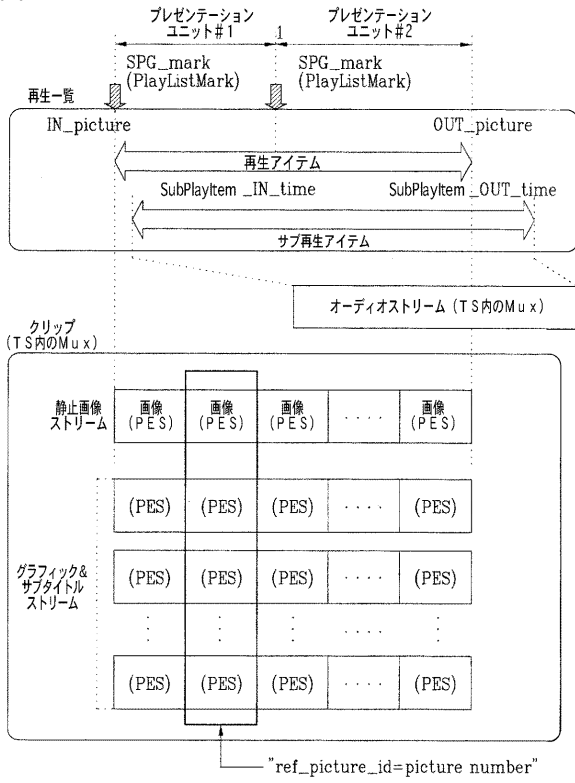 プレゼンテーション
ユニット#1
1
プレゼンテーション
ユニット#2
SPG_mark
(PlayListMark)
SPG_mark
(PlayListMark)
再生一覧
IN_picture
OUT_picture
再生アイテム
SubPlayItem _IN_time
SubPlayItem _OUT_time
サブ再生アイテム
オーディオストリーム (TS内のMux)
クリップ
(TS内のMux)
静止画像
ストリーム
画像
(PES)
画像
(PES)
画像
(PES)
....
画像
(PES)
グラフィック&
サブタイトル
ストリーム
(PES) (PES) (PES) .... (PES)
(PES) (PES) (PES) .... (PES)
....
(PES) (PES) (PES) .... (PES)
"ref_picture_id=picture number"